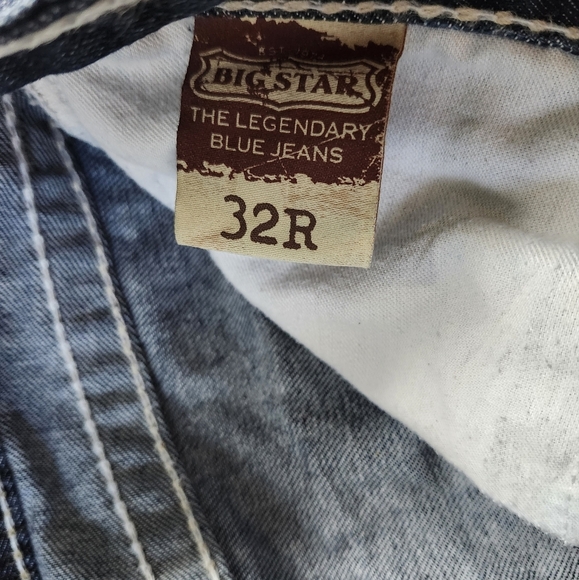 BIG STAR
THE LEGENDARY
BLUE JEANS
32R